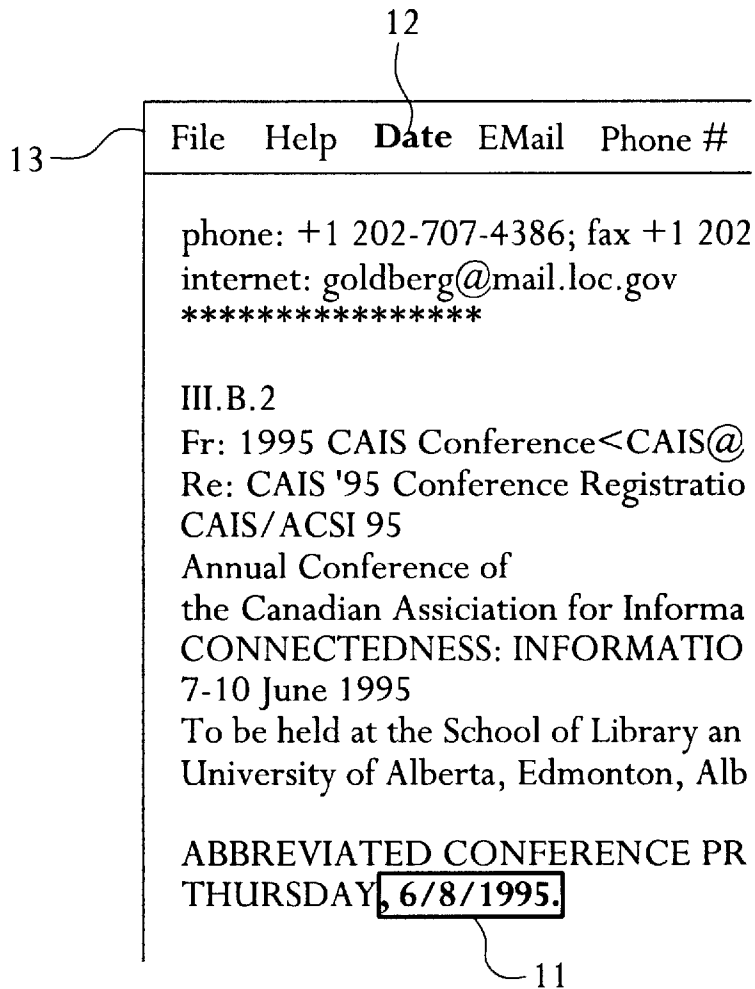 12
13
File Help Date EMail Phone #
phone: +1 202-707-4386; fax +1 202
internet: goldberg@mail.loc.gov
****************
III.B.2
Fr: 1995 CAIS Conference<CAIS@
Re: CAIS '95 Conference Registratio
CAIS/ACSI 95
Annual Conference of
the Canadian Assiciation for Informa
CONNECTEDNESS: INFORMATIO
7-10 June 1995
To be held at the School of Library an
University of Alberta, Edmonton, Alb
ABBREVIATED CONFERENCE PR
THURSDAY, 6/8/1995.
11